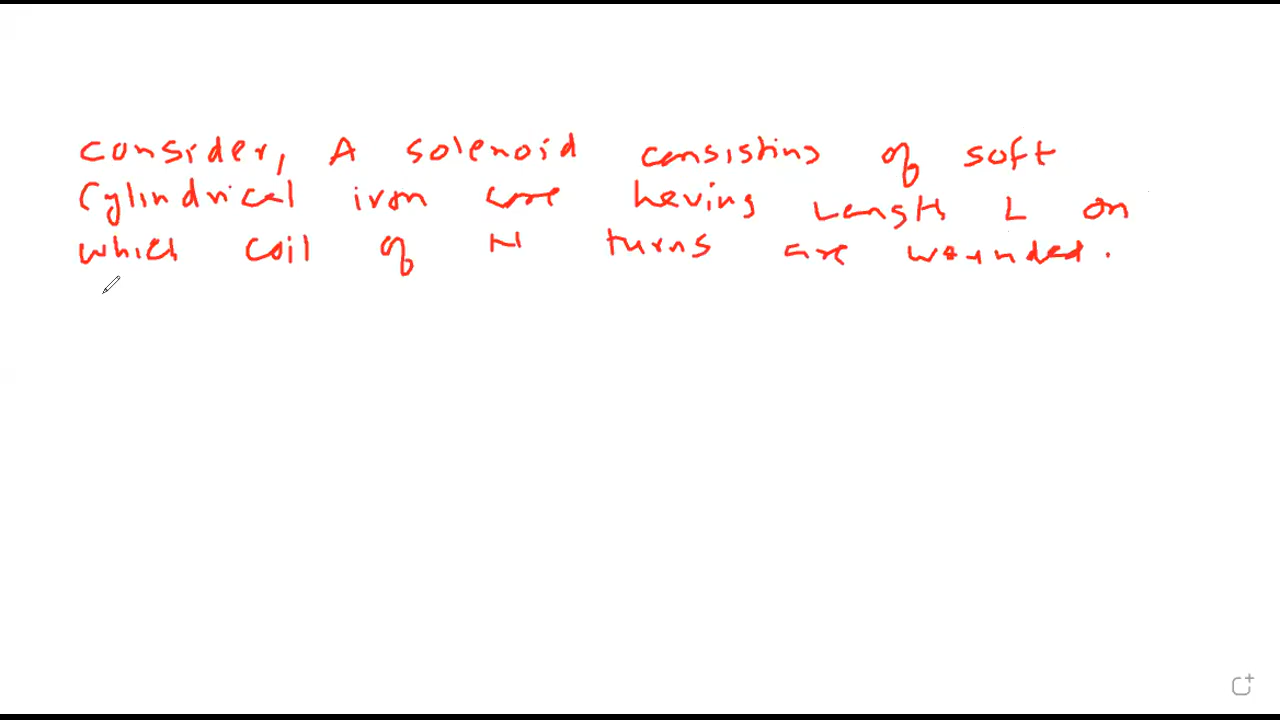 Consider, A solenoid consisting of soft
Cylindrical iron core having Length L on
which coil of N turns are wounded.